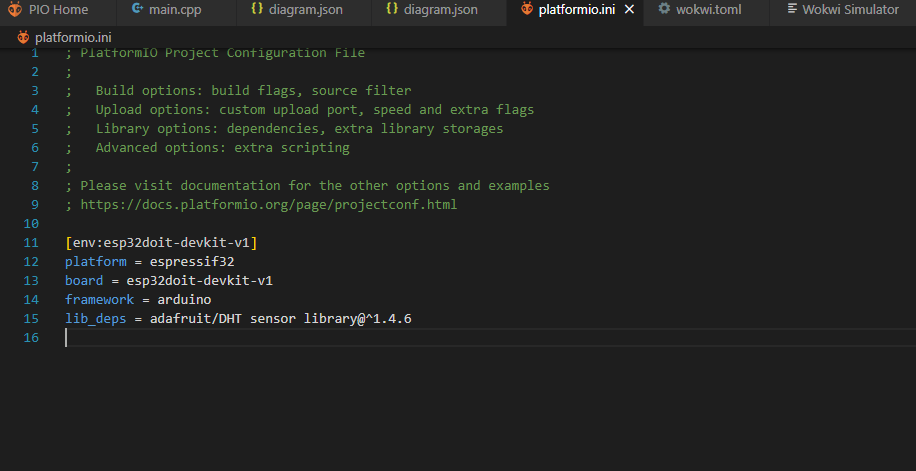 PIO Home main.cpp diagram.json diagram.json platformio.ini wokwi.toml Wokwi Simulator
platformio.ini
1 ; PlatformIO Project Configuration File
2 ;
3 ;   Build options: build flags, source filter
4 ;   Upload options: custom upload port, speed and extra flags
5 ;   Library options: dependencies, extra library storages
6 ;   Advanced options: extra scripting
7 ;
8 ; Please visit documentation for the other options and examples
9 ; https://docs.platformio.org/page/projectconf.html
10
11 [env:esp32doit-devkit-v1]
12 platform = espressif32
13 board = esp32doit-devkit-v1
14 framework = arduino
15 lib_deps = adafruit/DHT sensor library@^1.4.6
16